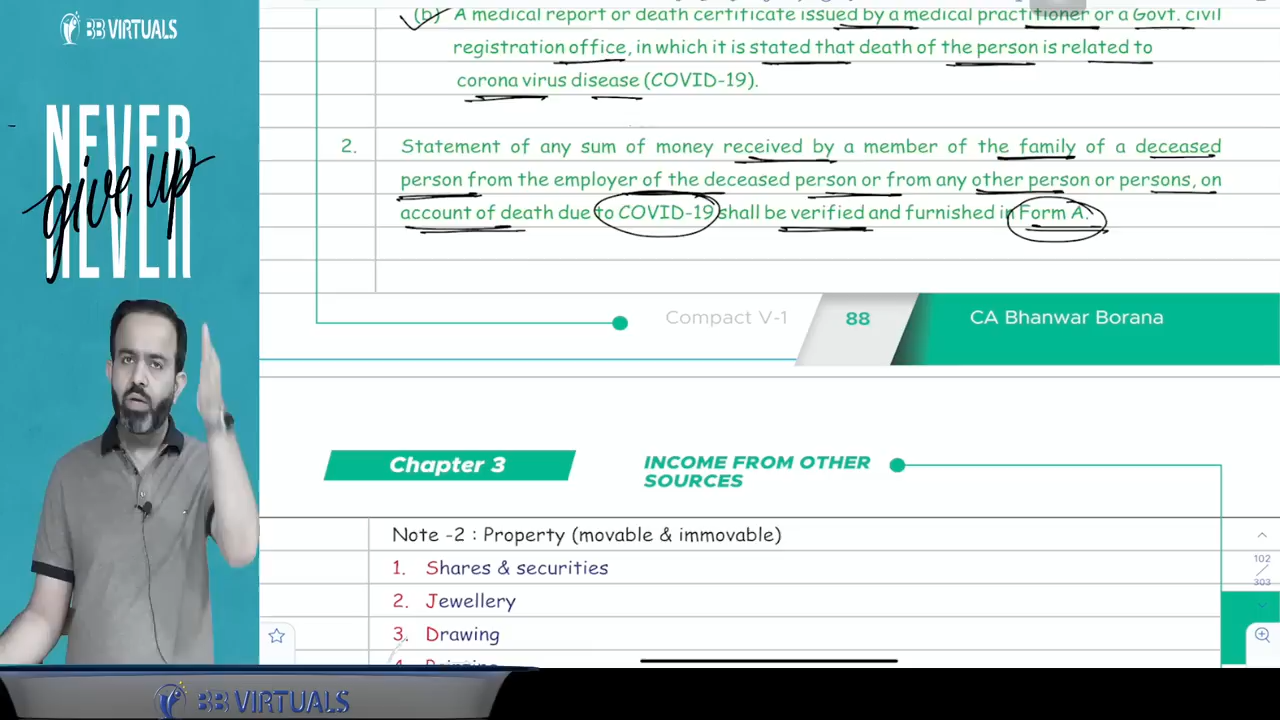 BB VIRTUALS
NEVER
give up
NEVER
(b) A medical report or death certificate issued by a medical practitioner or a Govt. civil
registration office, in which it is stated that death of the person is related to
corona virus disease (COVID-19).
2. Statement of any sum of money received by a member of the family of a deceased
person from the employer of the deceased person or from any other person or persons, on
account of death due to COVID-19 shall be verified and furnished in Form A.
Compact V-1 88 CA Bhanwar Borana
Chapter 3 INCOME FROM OTHER
SOURCES
Note -2 : Property (movable & immovable)
1. Shares & securities
2. Jewellery
3. Drawing
102
303
BB VIRTUALS